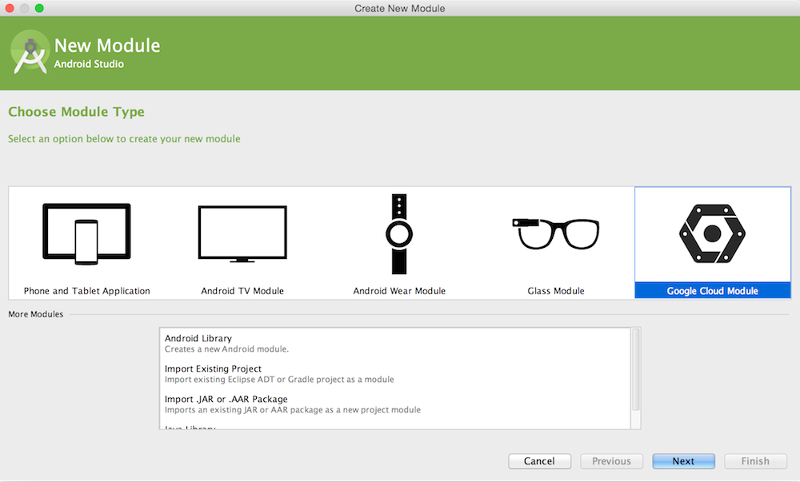 Create New Module
New Module
Android Studio
Choose Module Type
Select an option below to create your new module
Phone and Tablet Application
Android TV Module
Android Wear Module
Glass Module
Google Cloud Module
More Modules
Android Library
Creates a new Android module.
Import Existing Project
Import existing Eclipse ADT or Gradle project as a module
Import .JAR or .AAR Package
Imports an existing JAR or AAR package as a new project module
Java Library
Cancel
Previous
Next
Finish